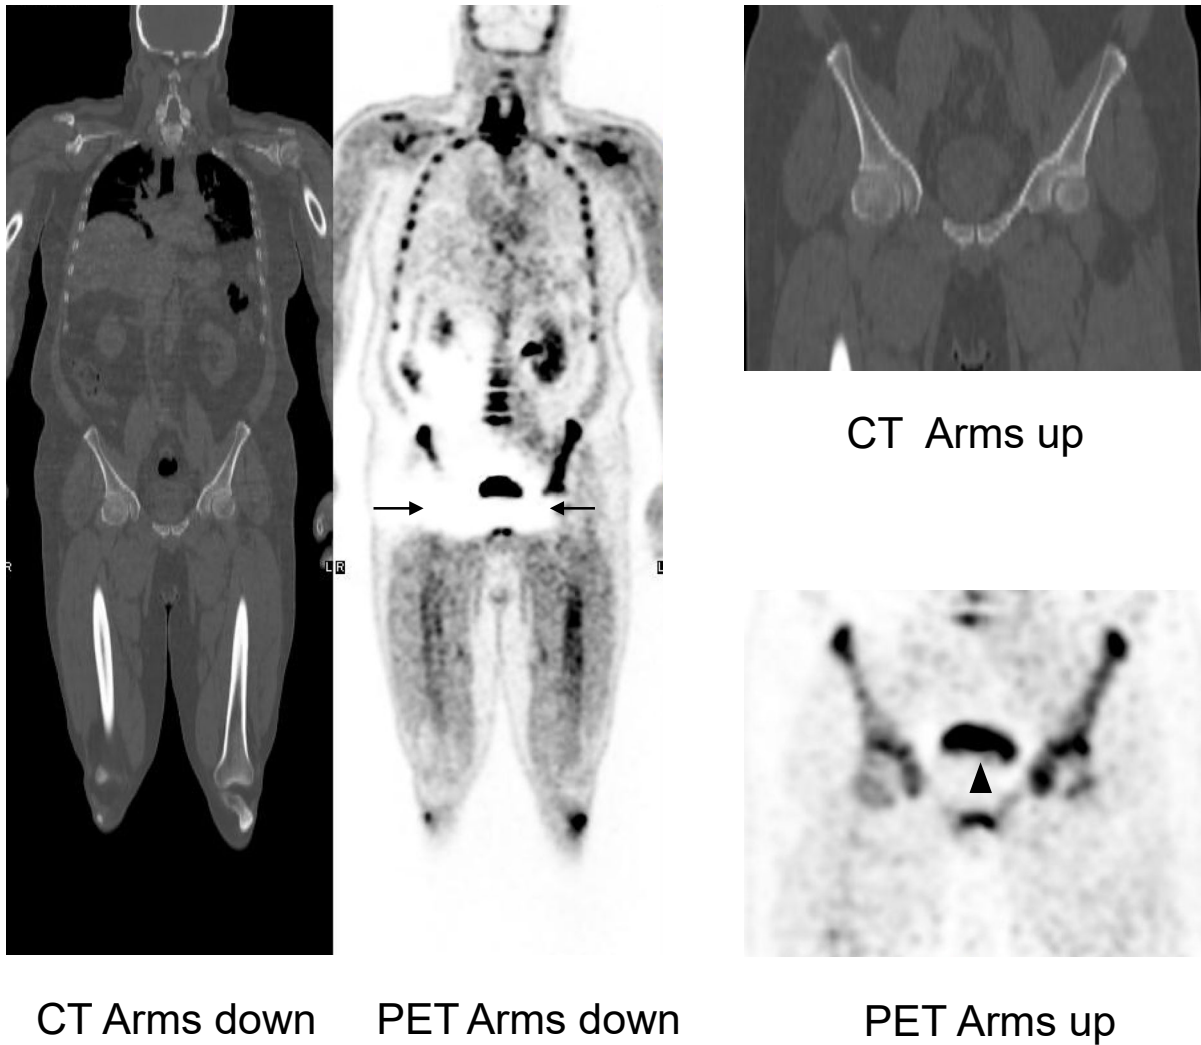 CT Arms up
R
L R
L
CT Arms down
PET Arms down
PET Arms up